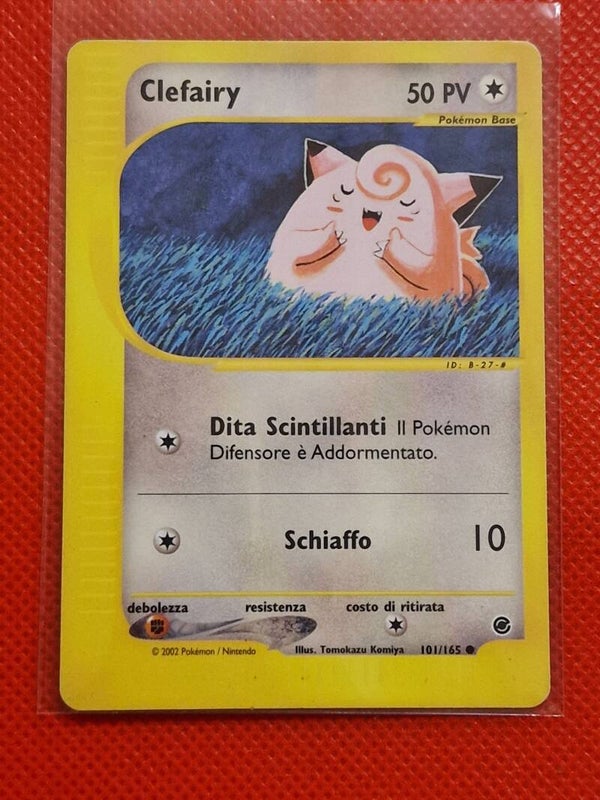 Clefairy
50 PV
Pokémon Base
ID: B-27-#
Dita Scintillanti Il Pokémon
Difensore è Addormentato.
Schiaffo 10
debolezza resistenza costo di ritirata
© 2002 Pokémon / Nintendo Illus. Tomokazu Komiya 101/165